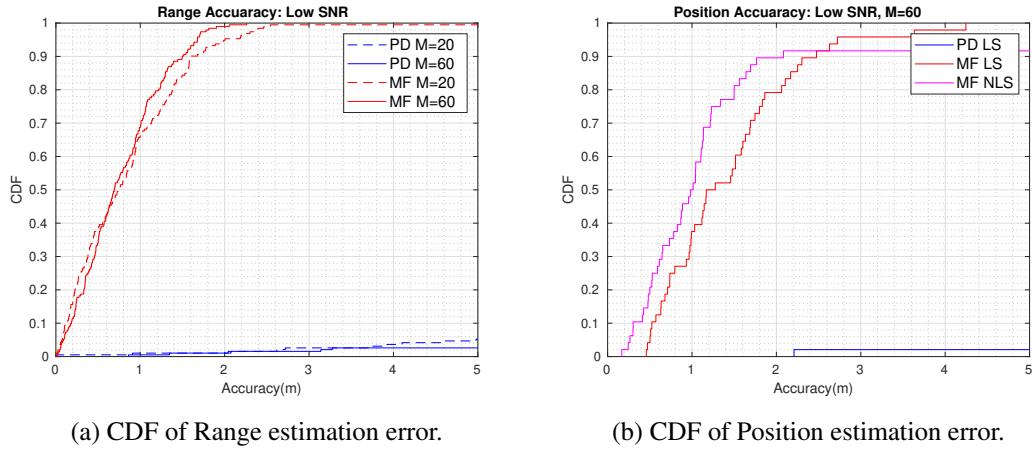 Range Accuaracy: Low SNR
1
0.9
0.8
0.7
0.6
0.5
0.4
0.3
0.2
0.1
0
CDF
PD M=20
PD M=60
MF M=20
MF M=60
0 1 2 3 4 5
Accuracy(m)
(a) CDF of Range estimation error.
Position Accuaracy: Low SNR, M=60
1
0.9
0.8
0.7
0.6
0.5
0.4
0.3
0.2
0.1
0
CDF
PD LS
MF LS
MF NLS
0 1 2 3 4 5
Accuracy(m)
(b) CDF of Position estimation error.